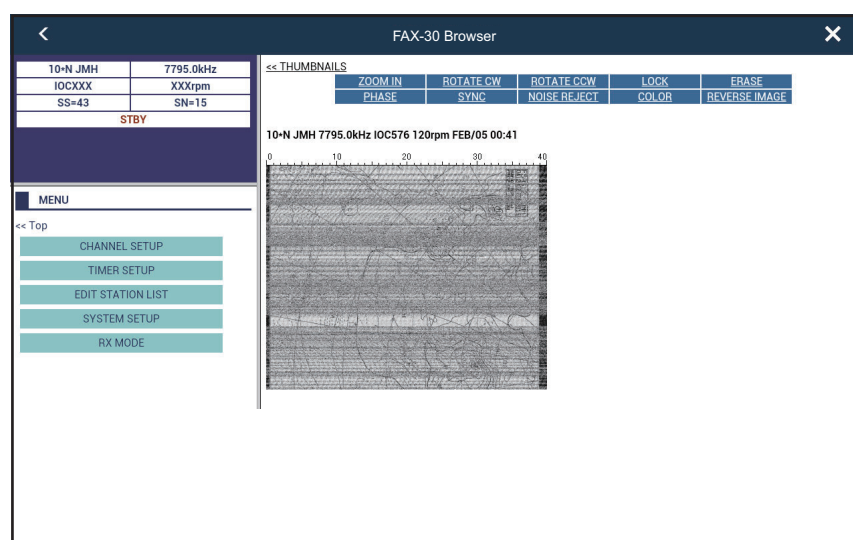 FAX-30 Browser
10•N JMH 7795.0kHz
IOCXXX XXXrpm
SS=43 SN=15
STBY
<< THUMBNAILS
ZOOM IN ROTATE CW ROTATE CCW LOCK ERASE
PHASE SYNC NOISE REJECT COLOR REVERSE IMAGE
10•N JMH 7795.0kHz IOC576 120rpm FEB/05 00:41
0 10 20 30 40
MENU
<< Top
CHANNEL SETUP
TIMER SETUP
EDIT STATION LIST
SYSTEM SETUP
RX MODE